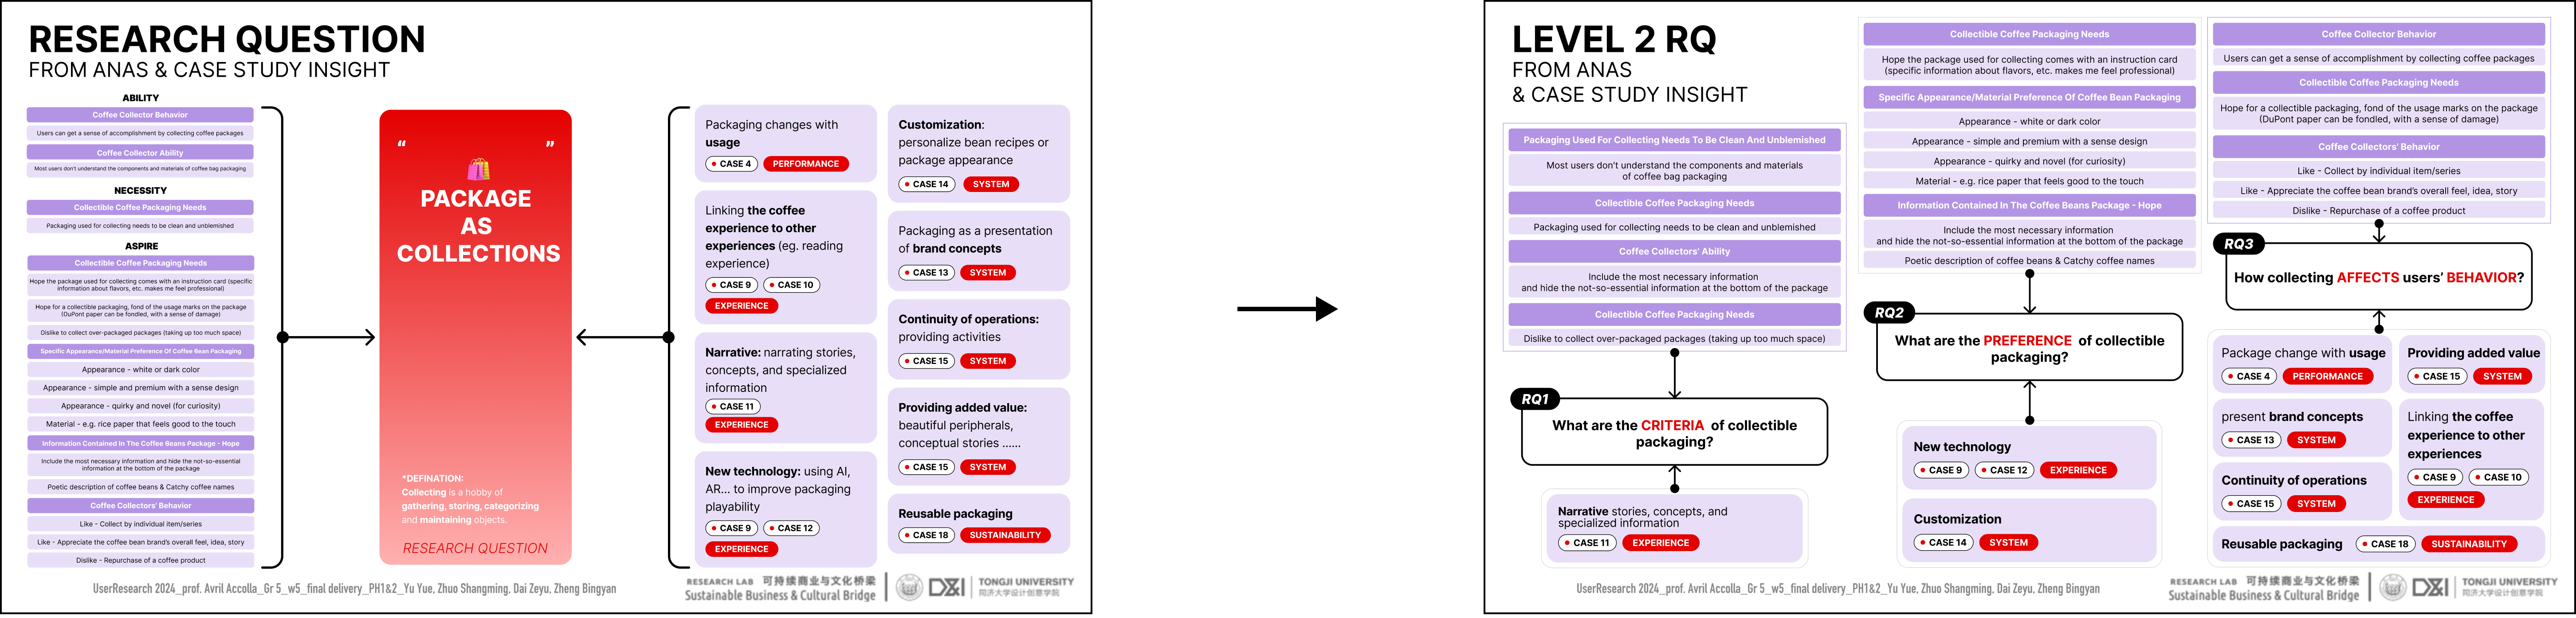 RESEARCH QUESTION
FROM ANAS & CASE STUDY INSIGHT
ABILITY
Coffee Collector Behavior
Users can get a sense of accomplishment by collecting coffee packages
Coffee Collector Ability
Most users don't understand the components and materials of coffee bag packaging
NECESSITY
Collectible Coffee Packaging Needs
Packaging used for collecting needs to be clean and unblemished
ASPIRE
Collectible Coffee Packaging Needs
Hope the package used for collecting comes with an instruction card (specific
information about flavors, etc. makes me feel professional)
Hope for a collectible packaging, fond of the usage marks on the package
(DuPont paper can be fondled, with a sense of damage)
Dislike to collect over-packaged packages (taking up too much space)
Specific Appearance/Material Preference Of Coffee Bean Packaging
Appearance - white or dark color
Appearance - simple and premium with a sense design
Appearance - quirky and novel (for curiosity)
Material - e.g. rice paper that feels good to the touch
Information Contained In The Coffee Beans Package - Hope
Include the most necessary information and hide the not-so-essential
information at the bottom of the package
Poetic description of coffee beans & Catchy coffee names
Coffee Collectors' Behavior
Like - Collect by individual item/series
Like - Appreciate the coffee bean brand's overall feel, idea, story
Dislike - Repurchase of a coffee product
“ ”
PACKAGE
AS
COLLECTIONS
*DEFINATION:
Collecting is a hobby of
gathering, storing, categorizing
and maintaining objects.
RESEARCH QUESTION
Packaging changes with
usage
CASE 4 PERFORMANCE
Linking the coffee
experience to other
experiences (eg. reading
experience)
CASE 9 CASE 10
EXPERIENCE
Narrative: narrating stories,
concepts, and specialized
information
CASE 11
EXPERIENCE
New technology: using AI,
AR... to improve packaging
playability
CASE 9 CASE 12
EXPERIENCE
Customization:
personalize bean recipes or
package appearance
CASE 14 SYSTEM
Packaging as a presentation
of brand concepts
CASE 13 SYSTEM
Continuity of operations:
providing activities
CASE 15 SYSTEM
Providing added value:
beautiful peripherals,
conceptual stories ......
CASE 15 SYSTEM
Reusable packaging
CASE 18 SUSTAINABILITY
UserResearch 2024_prof. Avril Accolla_Gr 5_w5_final delivery_PH1&2_Yu Yue, Zhuo Shangming, Dai Zeyu, Zheng Bingyan
RESEARCH LAB 可持续商业与文化桥梁
Sustainable Business & Cultural Bridge
D&I
TONGJI UNIVERSITY
同济大学设计创意学院
LEVEL 2 RQ
FROM ANAS
& CASE STUDY INSIGHT
Packaging Used For Collecting Needs To Be Clean And Unblemished
Most users don't understand the components and materials
of coffee bag packaging
Collectible Coffee Packaging Needs
Packaging used for collecting needs to be clean and unblemished
Coffee Collectors' Ability
Include the most necessary information
and hide the not-so-essential information at the bottom of the package
Collectible Coffee Packaging Needs
Dislike to collect over-packaged packages (taking up too much space)
RQ1
What are the CRITERIA of collectible
packaging?
Narrative stories, concepts, and
specialized information
CASE 11 EXPERIENCE
Collectible Coffee Packaging Needs
Hope the package used for collecting comes with an instruction card
(specific information about flavors, etc. makes me feel professional)
Specific Appearance/Material Preference Of Coffee Bean Packaging
Appearance - white or dark color
Appearance - simple and premium with a sense design
Appearance - quirky and novel (for curiosity)
Material - e.g. rice paper that feels good to the touch
Information Contained In The Coffee Beans Package - Hope
Include the most necessary information
and hide the not-so-essential information at the bottom of the package
Poetic description of coffee beans & Catchy coffee names
RQ2
What are the PREFERENCE of collectible
packaging?
New technology
CASE 9 CASE 12 EXPERIENCE
Customization
CASE 14 SYSTEM
Coffee Collector Behavior
Users can get a sense of accomplishment by collecting coffee packages
Collectible Coffee Packaging Needs
Hope for a collectible packaging, fond of the usage marks on the package
(DuPont paper can be fondled, with a sense of damage)
Coffee Collectors' Behavior
Like - Collect by individual item/series
Like - Appreciate the coffee bean brand's overall feel, idea, story
Dislike - Repurchase of a coffee product
RQ3
How collecting AFFECTS users' BEHAVIOR?
Package change with usage
CASE 4 PERFORMANCE
present brand concepts
CASE 13 SYSTEM
Continuity of operations
CASE 15 SYSTEM
Providing added value
CASE 15 SYSTEM
Linking the coffee
experience to other
experiences
CASE 9 CASE 10
EXPERIENCE
Reusable packaging CASE 18 SUSTAINABILITY
UserResearch 2024_prof. Avril Accolla_Gr 5_w5_final delivery_PH1&2_Yu Yue, Zhuo Shangming, Dai Zeyu, Zheng Bingyan
RESEARCH LAB 可持续商业与文化桥梁
Sustainable Business & Cultural Bridge
D&I
TONGJI UNIVERSITY
同济大学设计创意学院